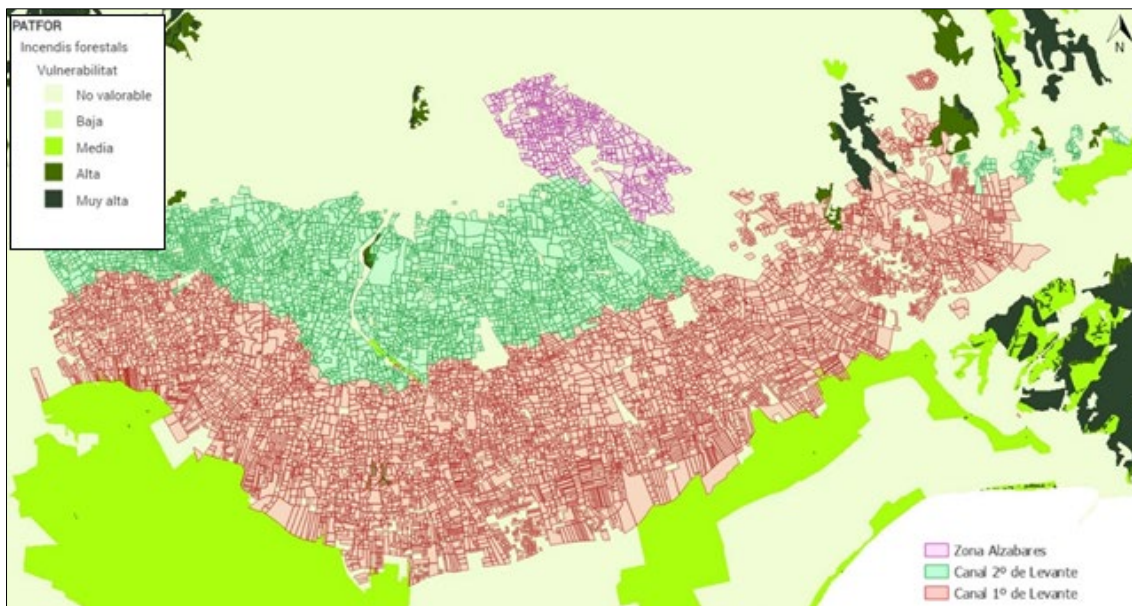 PATFOR
Incendis forestals
Vulnerabilitat
No valorable
Baja
Media
Alta
Muy alta
N
Zona Alzabares
Canal 2º de Levante
Canal 1º de Levante